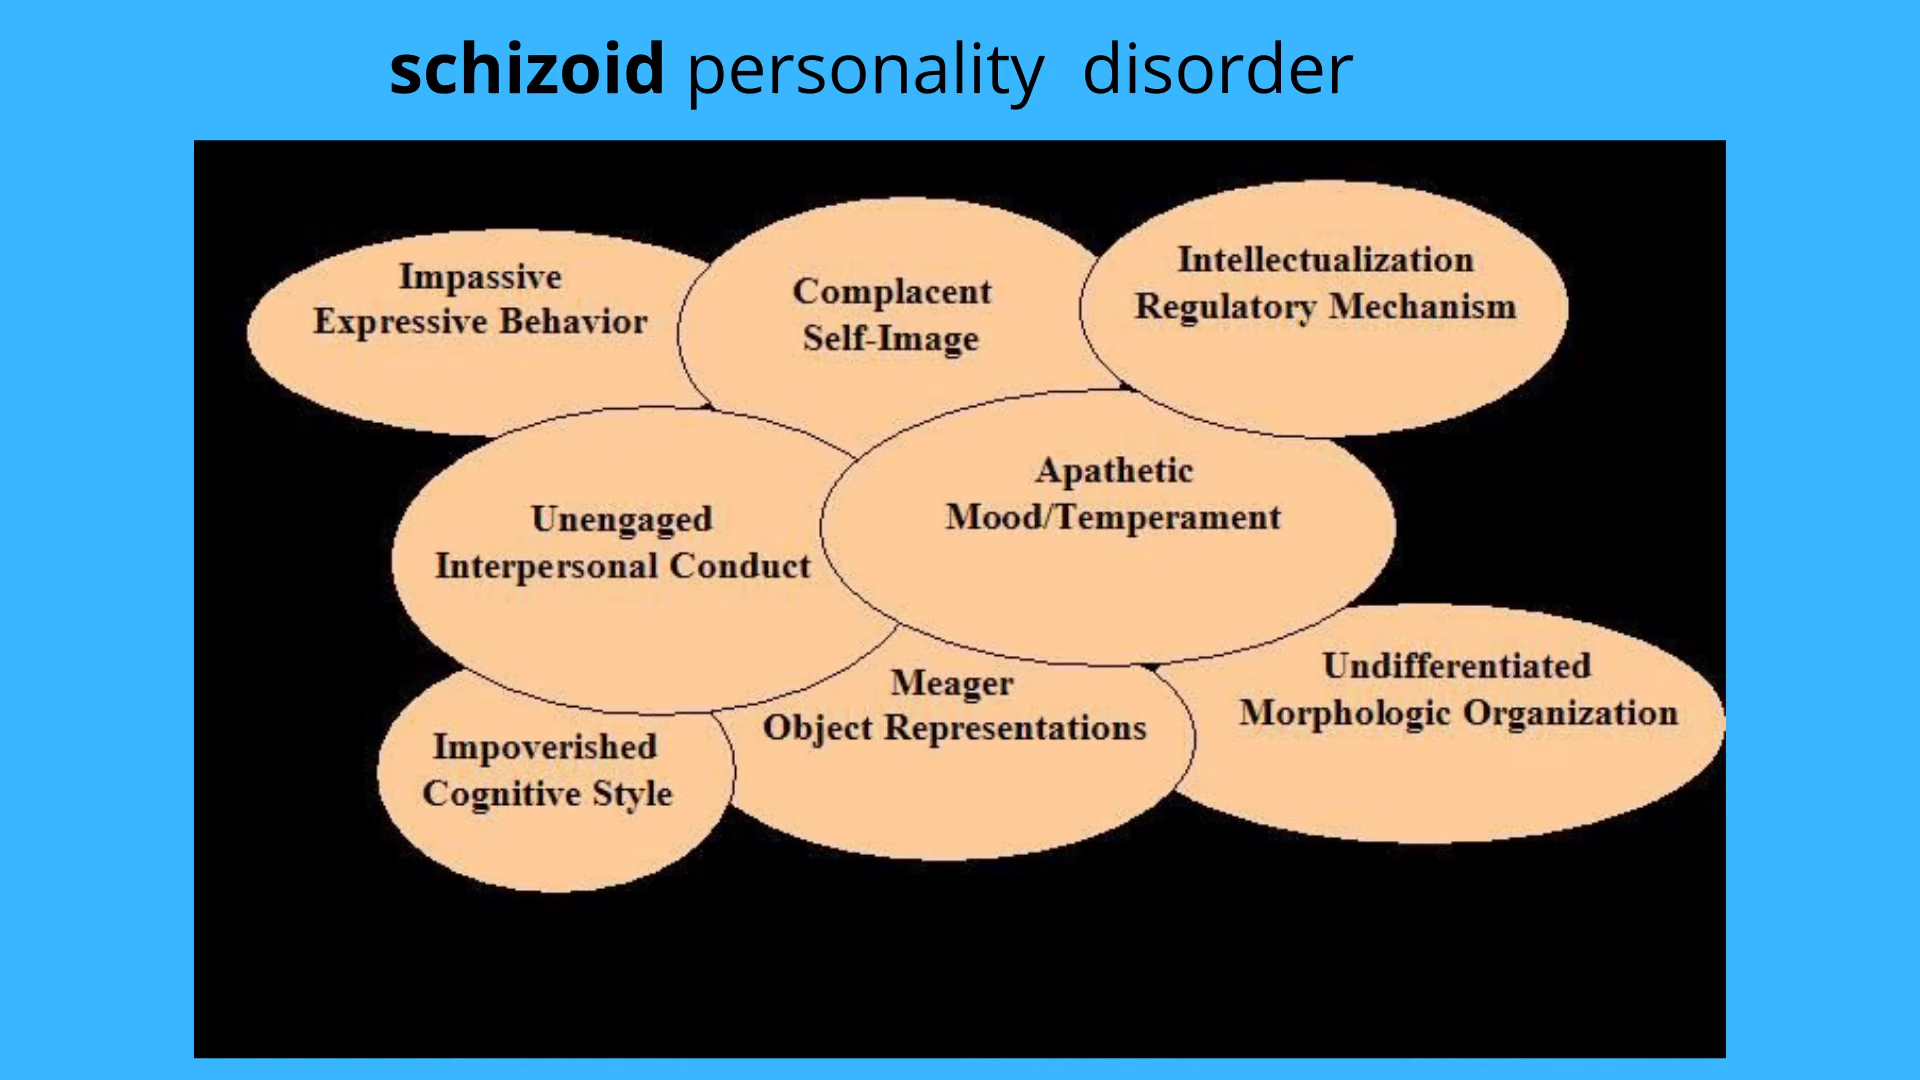 schizoid personality disorder
Impassive
Expressive Behavior
Complacent
Self-Image
Intellectualization
Regulatory Mechanism
Unengaged
Interpersonal Conduct
Apathetic
Mood/Temperament
Impoverished
Cognitive Style
Meager
Object Representations
Undifferentiated
Morphologic Organization